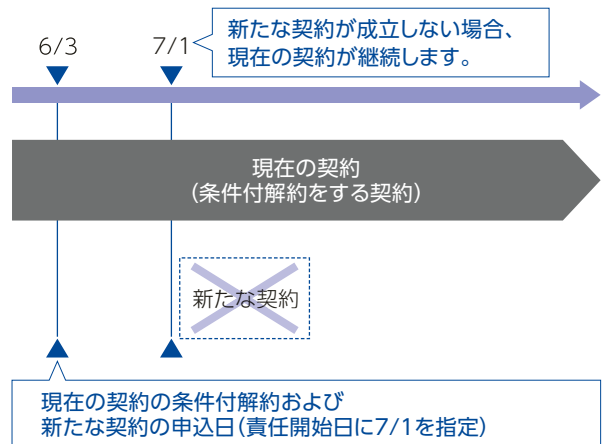 新たな契約が成立しない場合、
現在の契約が継続します。
6/3
7/1
現在の契約
(条件付解約をする契約)
新たな契約
現在の契約の条件付解約および
新たな契約の申込日(責任開始日に7/1を指定)